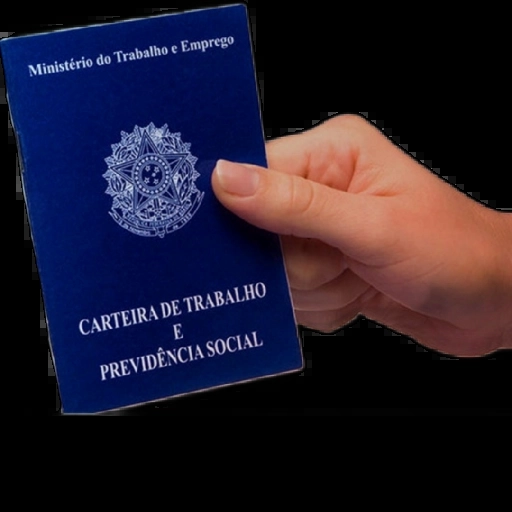 Ministério do Trabalho e Emprego
CARTEIRA DE TRABALHO
E
PREVIDÊNCIA SOCIAL